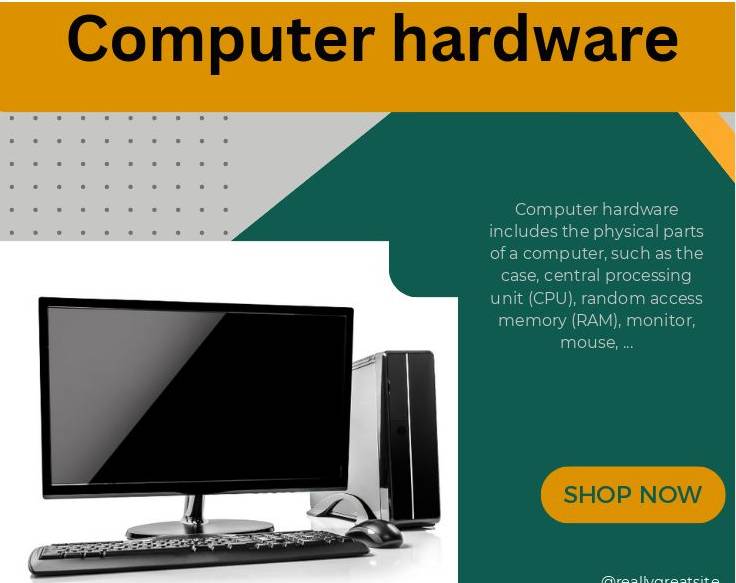 Computer hardware
Computer hardware
includes the physical parts
of a computer, such as the
case, central processing
unit (CPU), random access
memory (RAM), monitor,
mouse, ...
SHOP NOW
@reallygreatsite